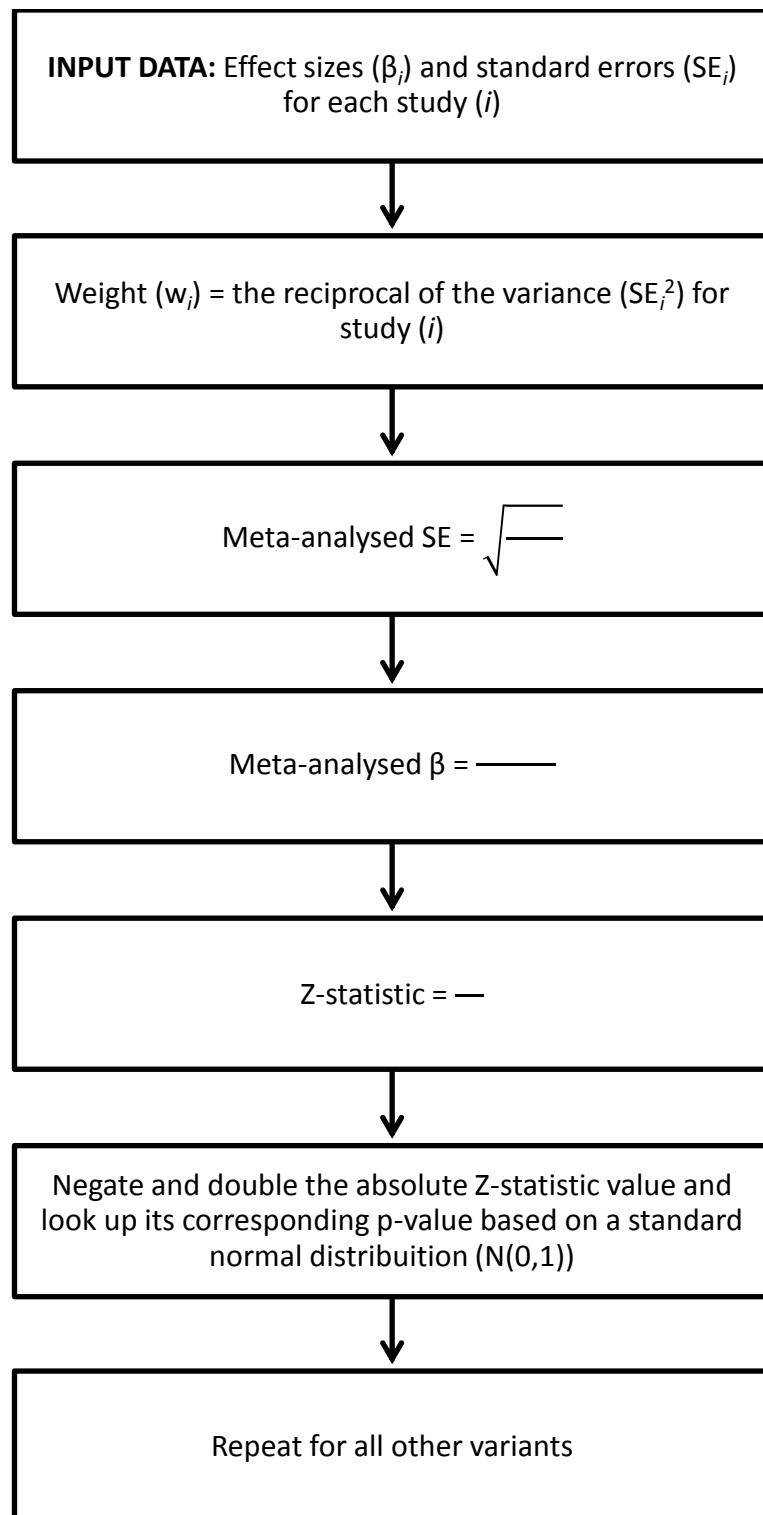 INPUT DATA: Effect sizes (βᵢ) and standard errors (SEᵢ)
for each study (i)
Weight (wᵢ) = the reciprocal of the variance (SEᵢ²) for
study (i)
Meta-analysed SE = √
Meta-analysed β =
Z-statistic =
Negate and double the absolute Z-statistic value and
look up its corresponding p-value based on a standard
normal distribuition (N(0,1))
Repeat for all other variants